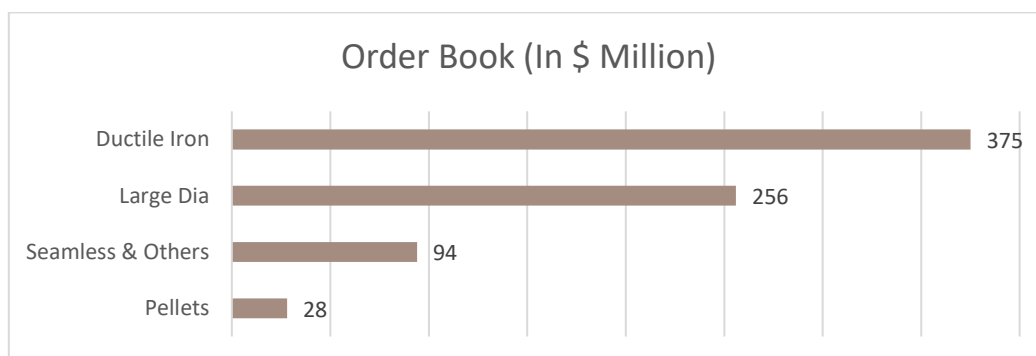 Order Book (In $ Million)
Ductile Iron 375
Large Dia 256
Seamless & Others 94
Pellets 28